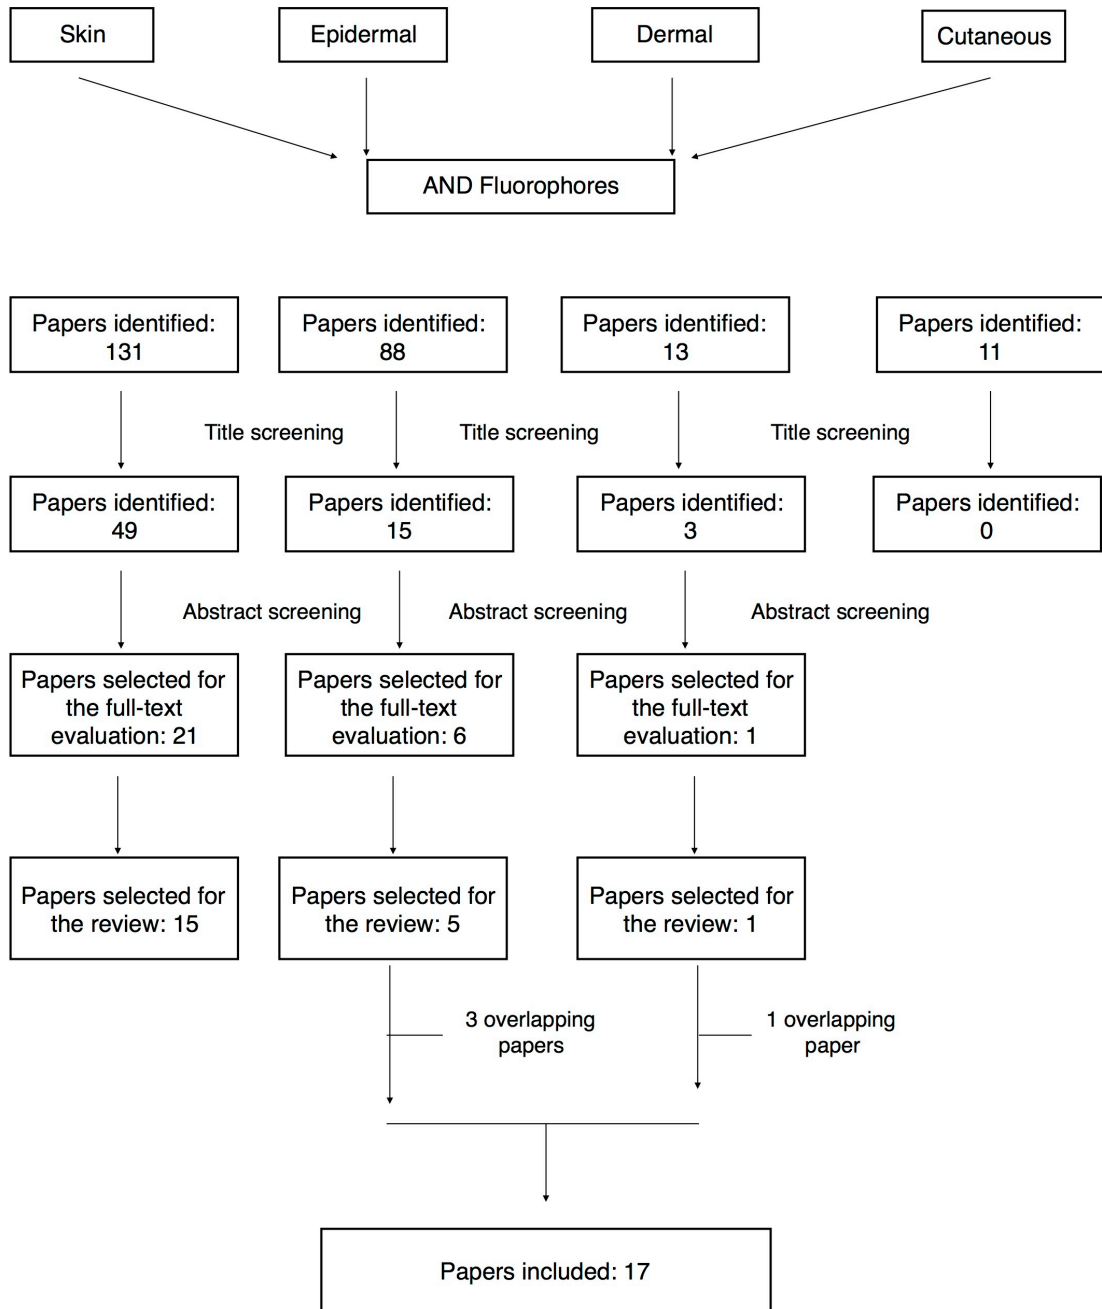 Skin
Epidermal
Dermal
Cutaneous
AND Fluorophores
Papers identified:
131
Papers identified:
88
Papers identified:
13
Papers identified:
11
Title screening
Title screening
Title screening
Papers identified:
49
Papers identified:
15
Papers identified:
3
Papers identified:
0
Abstract screening
Abstract screening
Abstract screening
Papers selected for
the full-text
evaluation: 21
Papers selected for
the full-text
evaluation: 6
Papers selected for
the full-text
evaluation: 1
Papers selected for
the review: 15
Papers selected for
the review: 5
Papers selected for
the review: 1
3 overlapping
papers
1 overlapping
paper
Papers included: 17